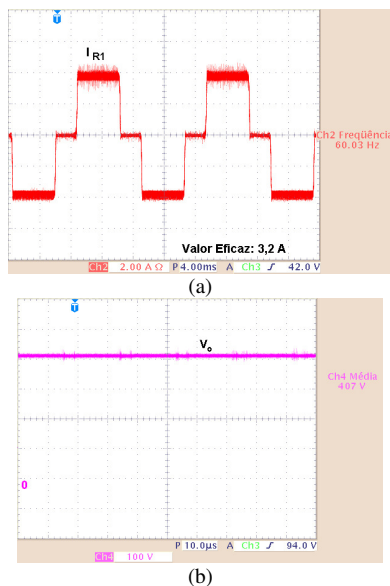 T
I R1
Ch2 Freqüência
60.03 Hz
Valor Eficaz: 3,2 A
Ch2 2.00 A Ω P 4.00ms A Ch3 ∫ 42.0 V
(a)
T
Vo
Ch4 Média
407 V
0
P 10.0µs A Ch3 ∫ 94.0 V
Ch4 100 V
(b)